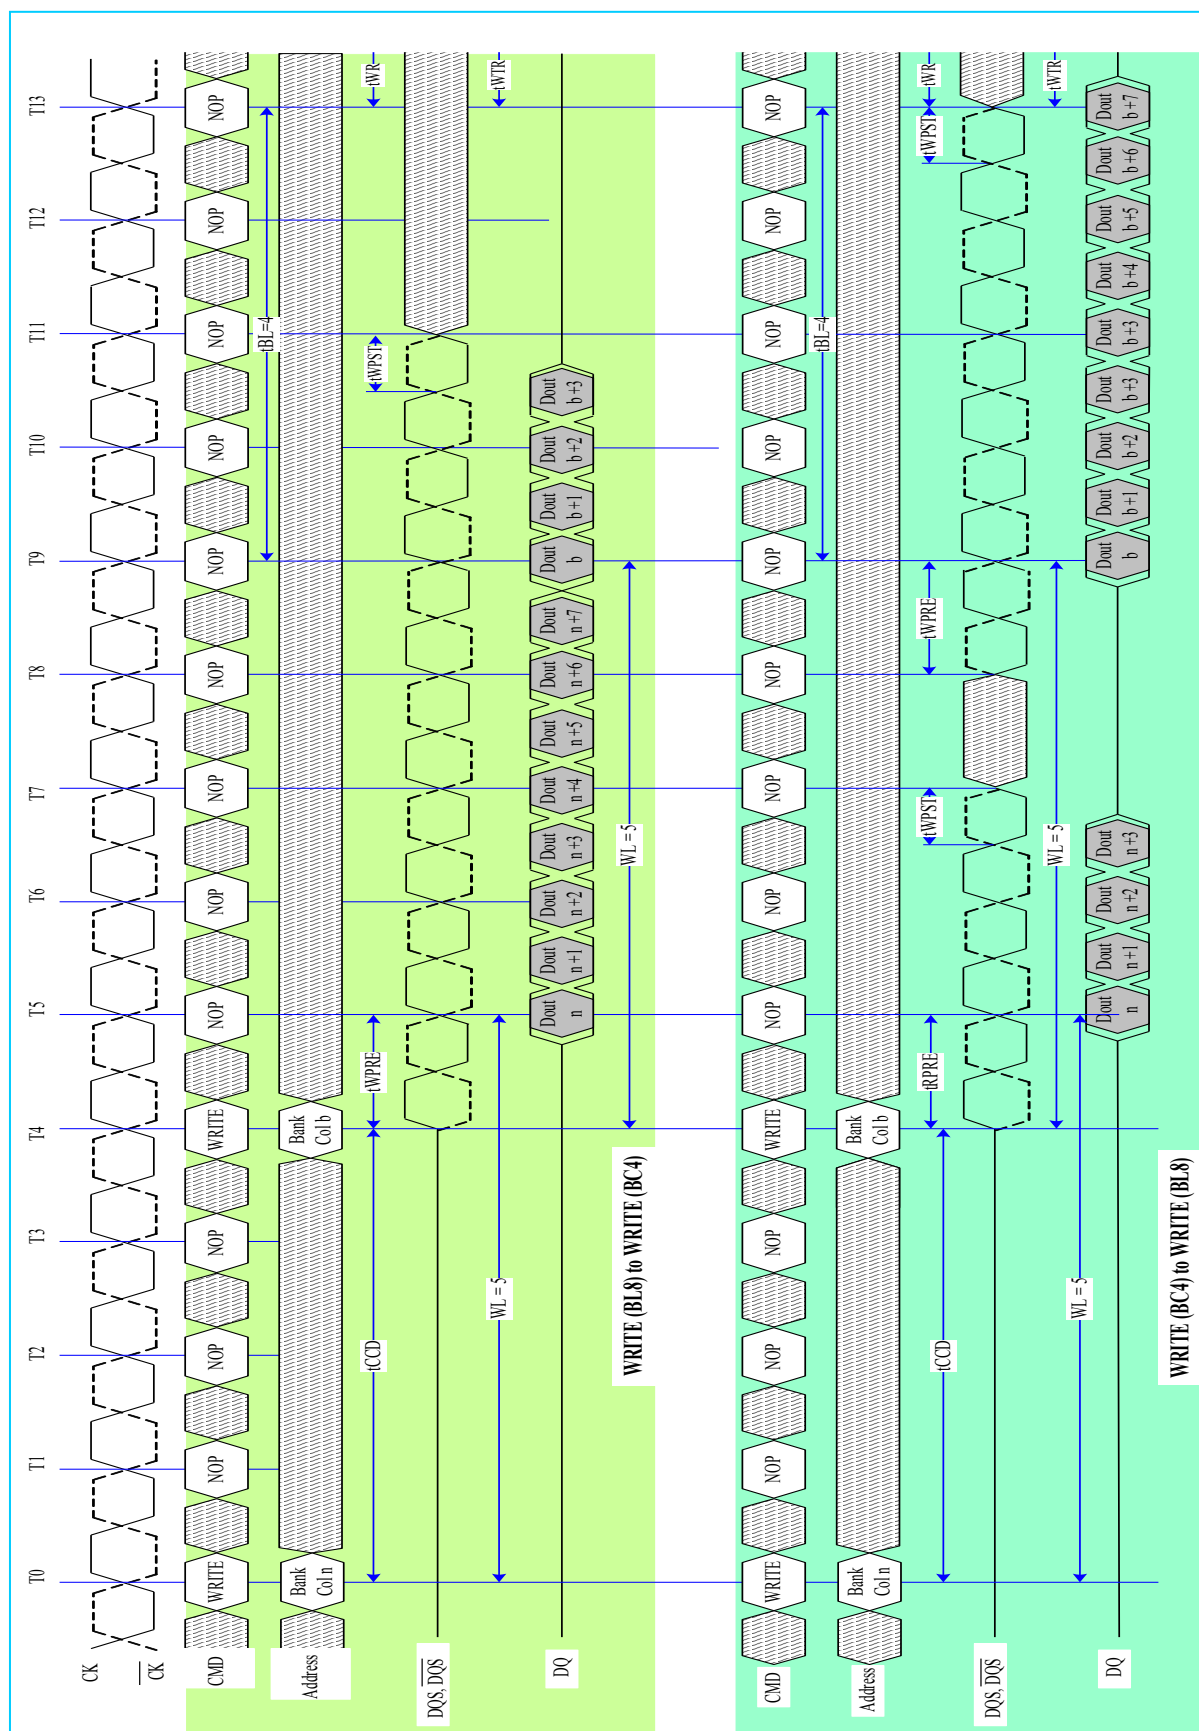 T0 T1 T2 T3 T4 T5 T6 T7 T8 T9 T10 T11 T12 T13
CK
CK
CMD WRITE NOP NOP NOP WRITE NOP NOP NOP NOP NOP NOP NOP NOP NOP
tBL=4
Address
Bank
Col n
Bank
Col b
tCCD tWPRE tWPST tWR
DQS, DQS
WL = 5 tWTR
DQ
Dout
n
Dout
n+1
Dout
n+2
Dout
n+3
Dout
n+4
Dout
n+5
Dout
n+6
Dout
n+7
Dout
b
Dout
b+1
Dout
b+2
Dout
b+3
WL = 5
WRITE (BL8) to WRITE (BC4)
CMD WRITE NOP NOP NOP WRITE NOP NOP NOP NOP NOP NOP NOP NOP NOP
tBL=4
Address
Bank
Col n
Bank
Col b
tCCD tRPRE tWPST tWPRE tWPST tWR
DQS, DQS
WL = 5 tWTR
WL = 5
DQ
Dout
n
Dout
n+1
Dout
n+2
Dout
n+3
Dout
b
Dout
b+1
Dout
b+2
Dout
b+3
Dout
b+3
Dout
b+4
Dout
b+5
Dout
b+6
Dout
b+7
WRITE (BC4) to WRITE (BL8)